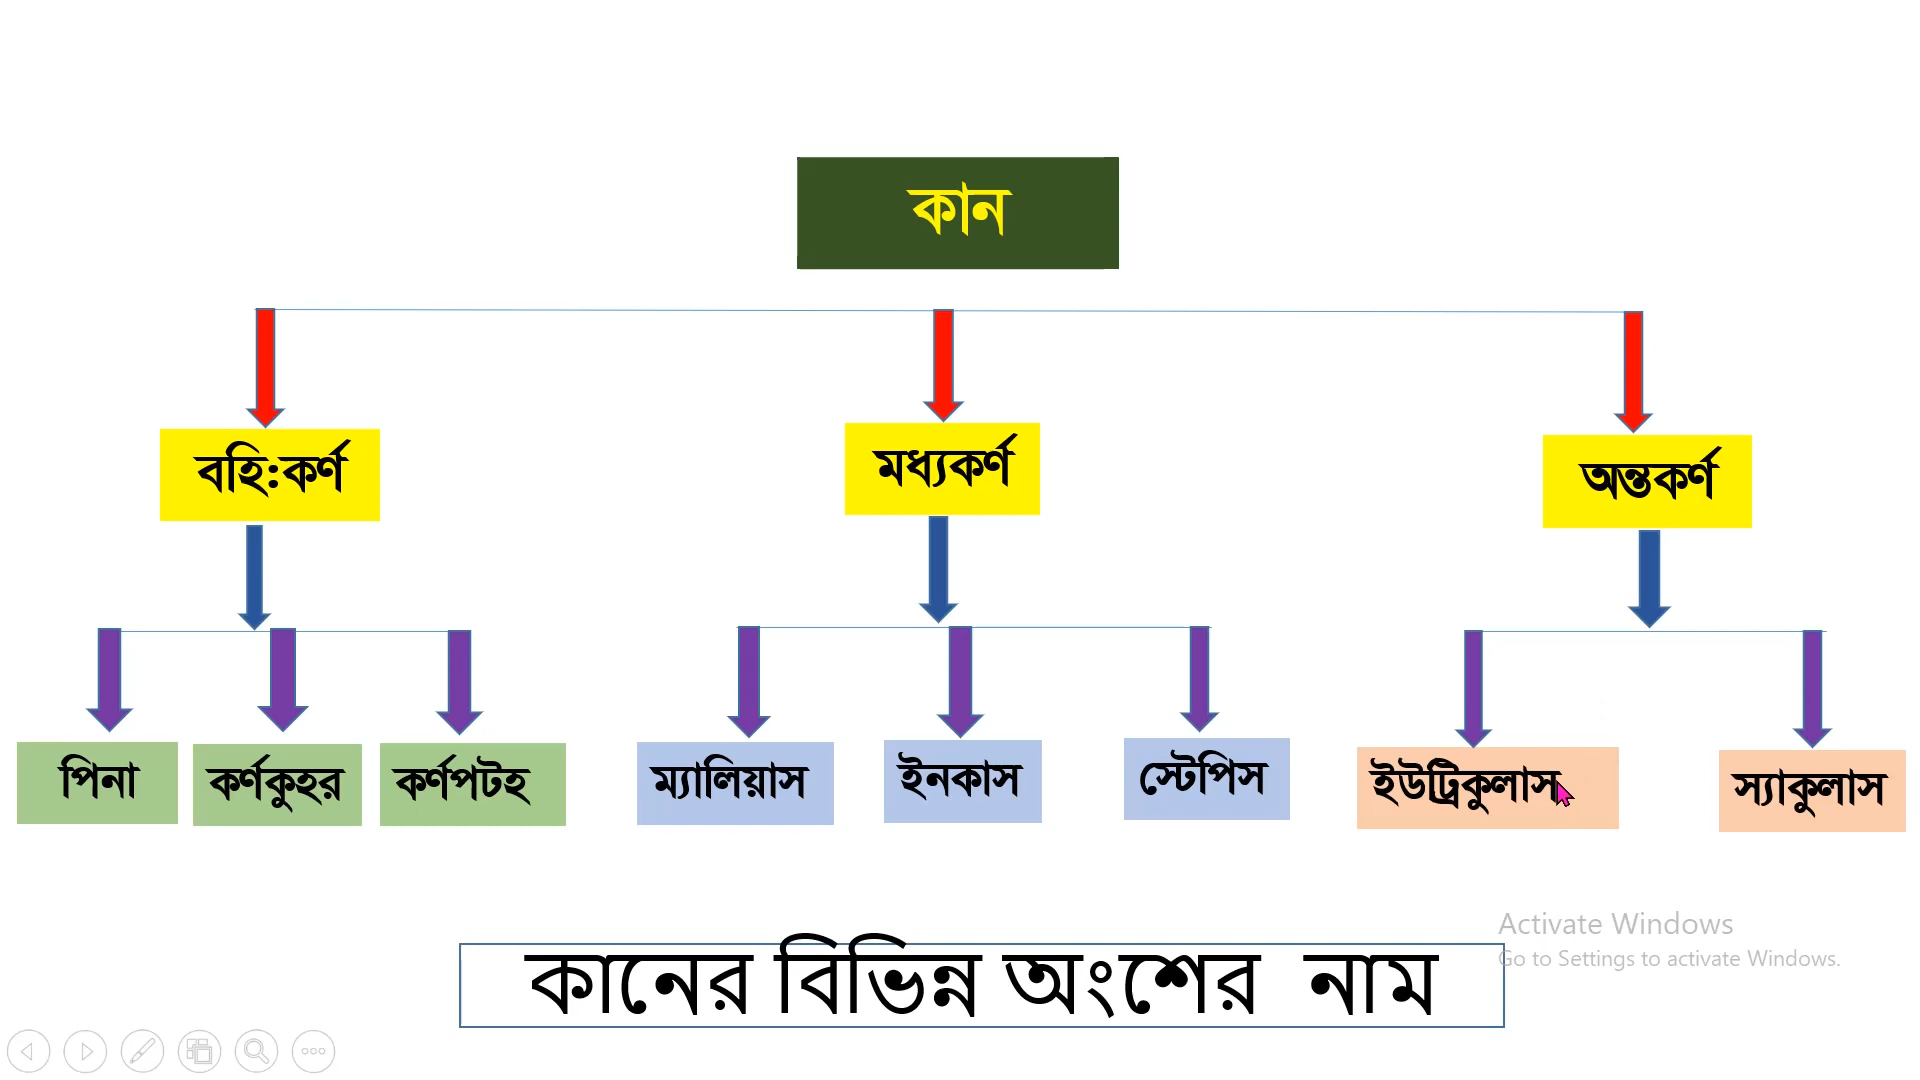 কান
বহি:কর্ণ
মধ্যকর্ণ
অন্তকর্ণ
পিনা
কর্ণকুহর
কর্ণপটহ
ম্যালিয়াস
ইনকাস
স্টেপিস
ইউট্রিকুলাস
স্যাকুলাস
কানের বিভিন্ন অংশের নাম
Activate Windows
Go to Settings to activate Windows.